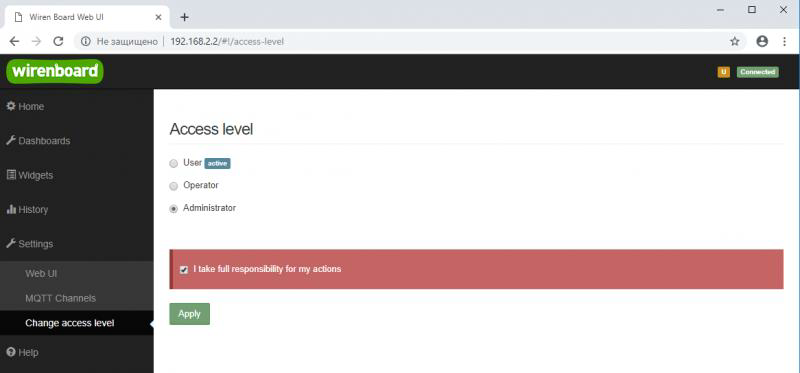 Wiren Board Web UI
Не защищено
192.168.2.2/#!/access-level
wirenboard
U
Connected
Home
Dashboards
Widgets
History
Settings
Web UI
MQTT Channels
Change access level
Help
Access level
User active
Operator
Administrator
I take full responsibility for my actions
Apply